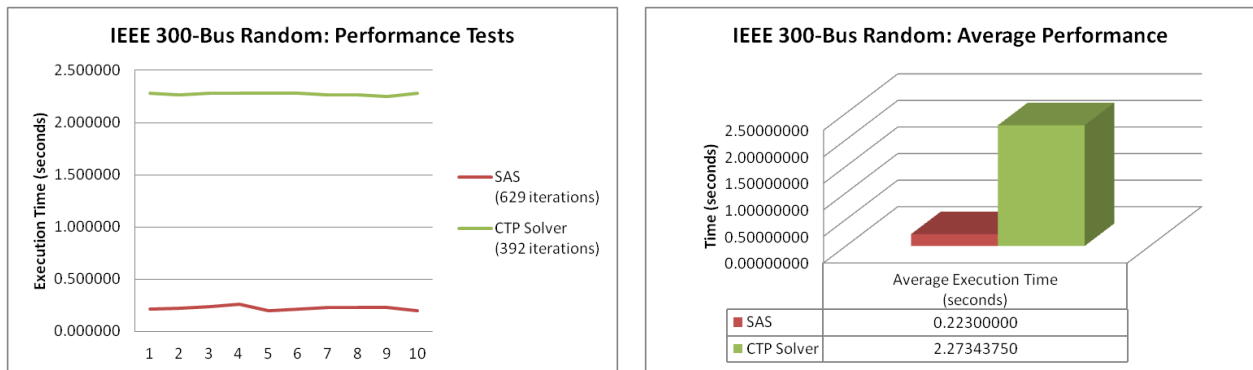 IEEE 300-Bus Random: Performance Tests
Execution Time (seconds)
2.500000
2.000000
1.500000
1.000000
0.500000
0.000000
1 2 3 4 5 6 7 8 9 10
SAS
(629 iterations)
CTP Solver
(392 iterations)
IEEE 300-Bus Random: Average Performance
Time (seconds)
2.50000000
2.00000000
1.50000000
1.00000000
0.50000000
0.00000000
Average Execution Time
(seconds)
SAS 0.22300000
CTP Solver 2.27343750